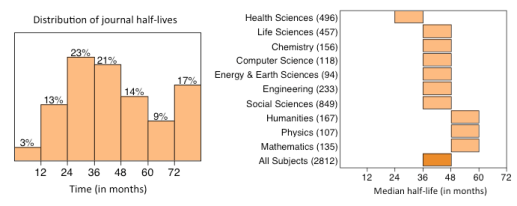 Distribution of journal half-lives
3%
13%
23%
21%
14%
9%
17%
12 24 36 48 60 72
Time (in months)
Health Sciences (496)
Life Sciences (457)
Chemistry (156)
Computer Science (118)
Energy & Earth Sciences (94)
Engineering (233)
Social Sciences (849)
Humanities (167)
Physics (107)
Mathematics (135)
All Subjects (2812)
12 24 36 48 60 72
Median half-life (in months)